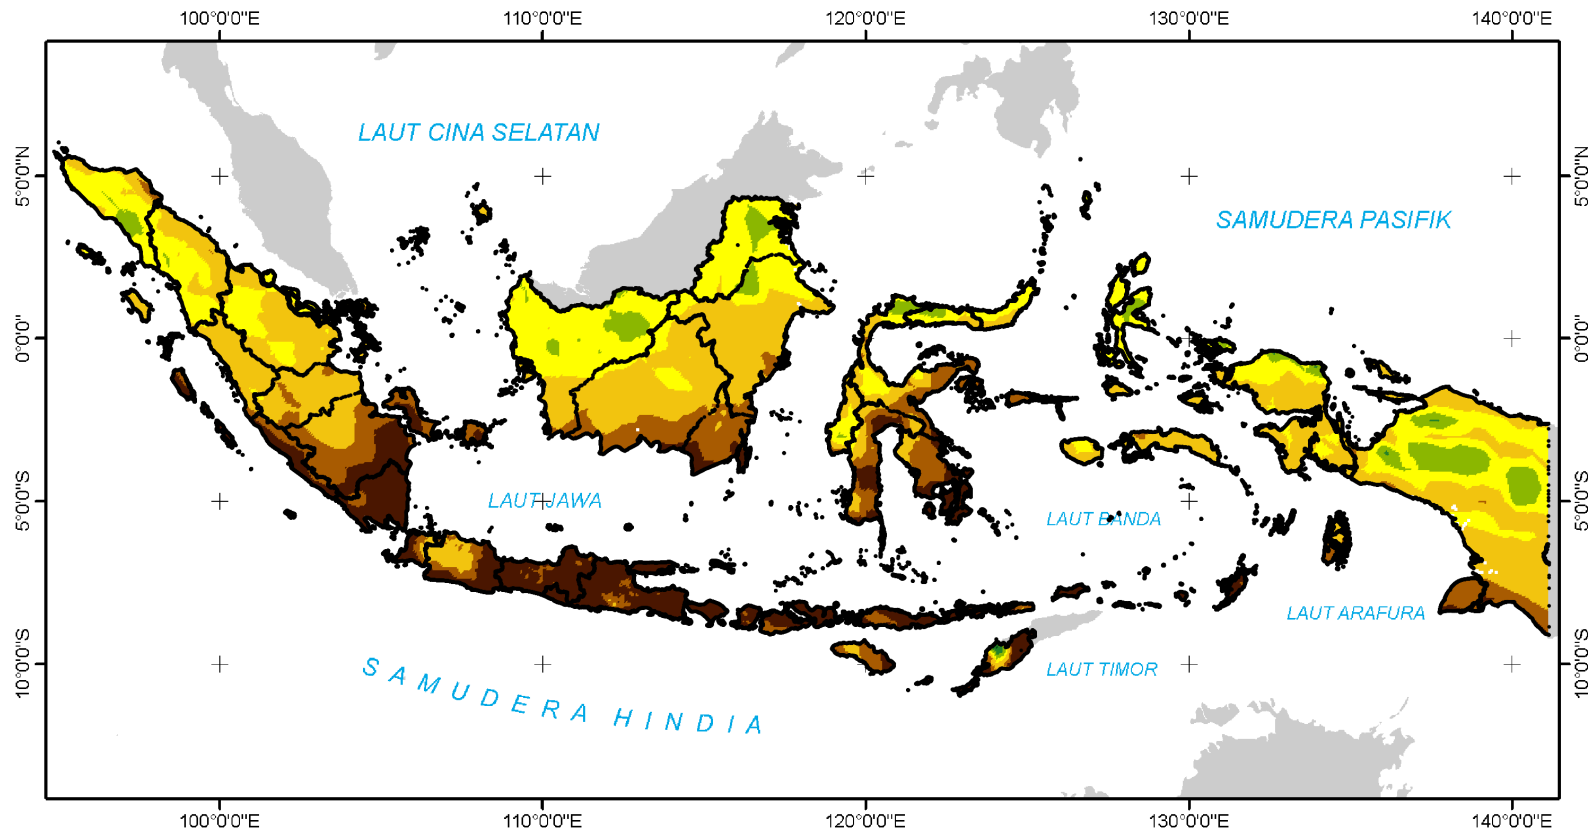 100°0'0"E
110°0'0"E
120°0'0"E
130°0'0"E
140°0'0"E
LAUT CINA SELATAN
5°0'0"N
5°0'0"N
SAMUDERA PASIFIK
0°0'0"
0°0'0"
LAUT JAWA
5°0'0"S
5°0'0"S
LAUT BANDA
LAUT ARAFURA
10°0'0"S
10°0'0"S
LAUT TIMOR
SAMUDERA HINDIA
100°0'0"E
110°0'0"E
120°0'0"E
130°0'0"E
140°0'0"E